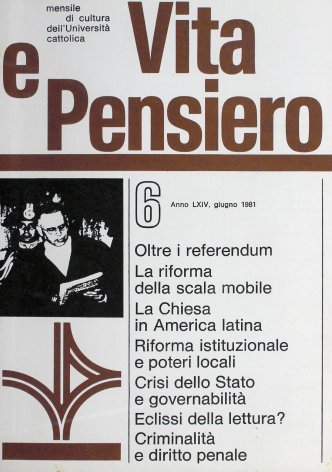 mensile
di cultura
dell'Università
cattolica
Vita
e Pensiero
6
Anno LXIV, giugno 1981
Oltre i referendum
La riforma
della scala mobile
La Chiesa
in America latina
Riforma istituzionale
e poteri locali
Crisi dello Stato
e governabilità
Eclissi della lettura?
Criminalità
e diritto penale